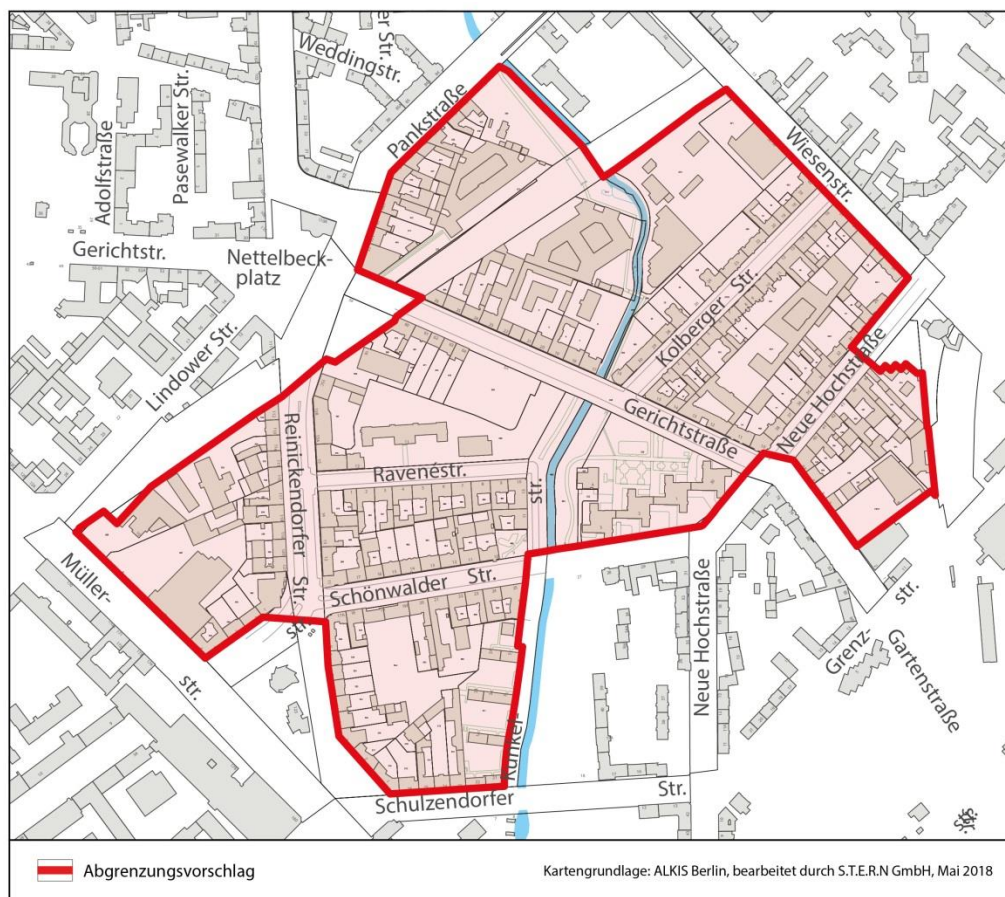 er Str.
Weddingstr.
Pankstraße
Adolfstraße
Pasewalker Str.
Wiesenstr.
Gerichtstr.
Nettelbeck-
platz
Lindower Str.
Kolberger Str.
Neue Hochstraße
Gerichtstraße
Reinickendorfer Str.
Ravenéstr.
str.
Müller-
str.
Schönwalder Str.
str.
Neue Hochstraße
Grenz-
str.
Gartenstraße
Kunkel-
Schulzendorfer Str.
Abgrenzungsvorschlag
Kartengrundlage: ALKIS Berlin, bearbeitet durch S.T.E.R.N GmbH, Mai 2018